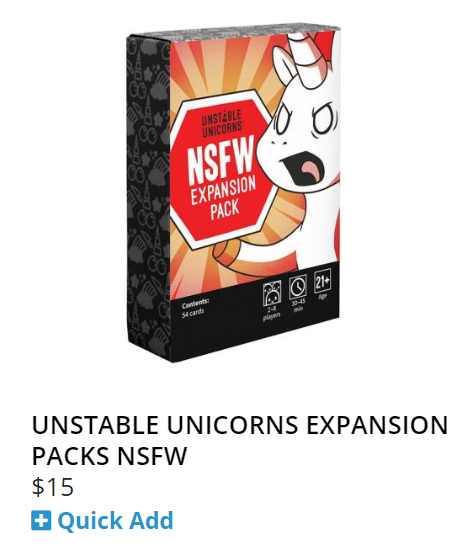 UNSTABLE
UNICORNS
NSFW
EXPANSION
PACK
Contents:
54 cards
2-8
players
30-45
min
21+
Age
UNSTABLE UNICORNS EXPANSION
PACKS NSFW
$15
Quick Add